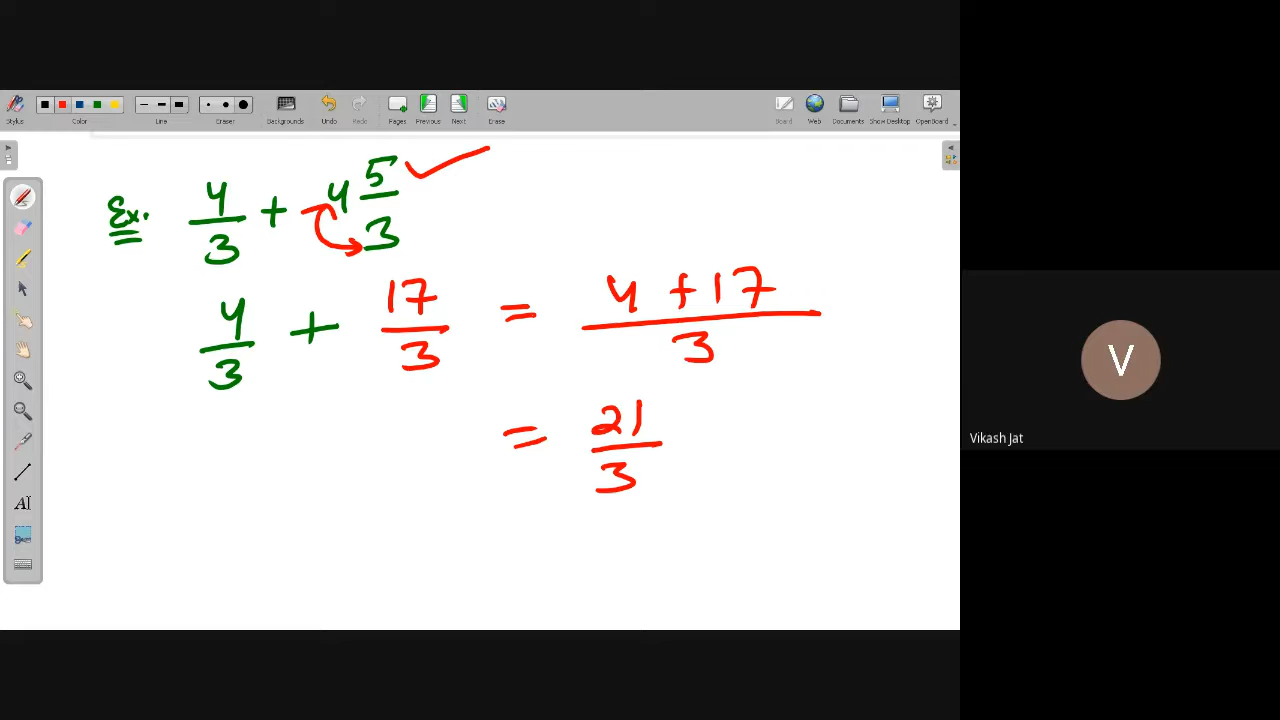 Stylus Color Line Eraser Backgrounds Undo Redo Pages Previous Next Erase Board Web Documents Show Desktop OpenBoard
Ex. 4/3 + 4 5/3
4/3 + 17/3 = 4 + 17/3
= 21/3
V
Vikash Jat